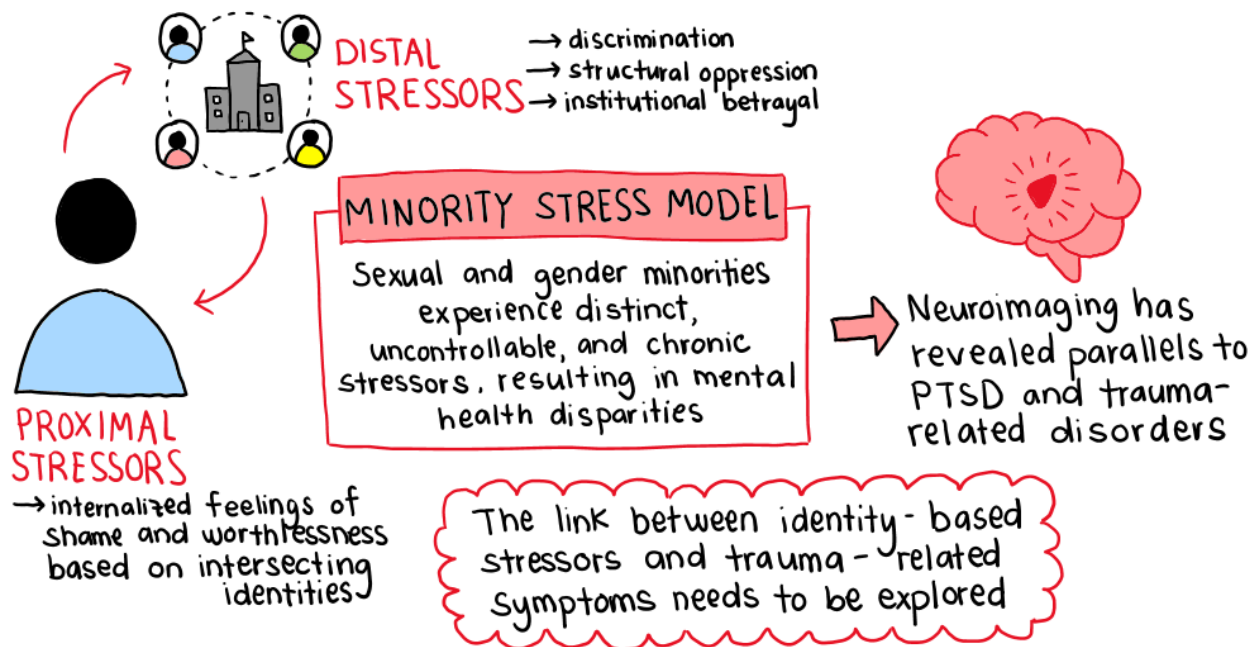 DISTAL
STRESSORS
→ discrimination
→ structural oppression
→ institutional betrayal
MINORITY STRESS MODEL
Sexual and gender minorities
experience distinct,
uncontrollable, and chronic
stressors, resulting in mental
health disparities
Neuroimaging has
revealed parallels to
PTSD and trauma-
related disorders
PROXIMAL
STRESSORS
→ internalized feelings of
shame and worthlessness
based on intersecting
identities
The link between identity-based
stressors and trauma-related
symptoms needs to be explored